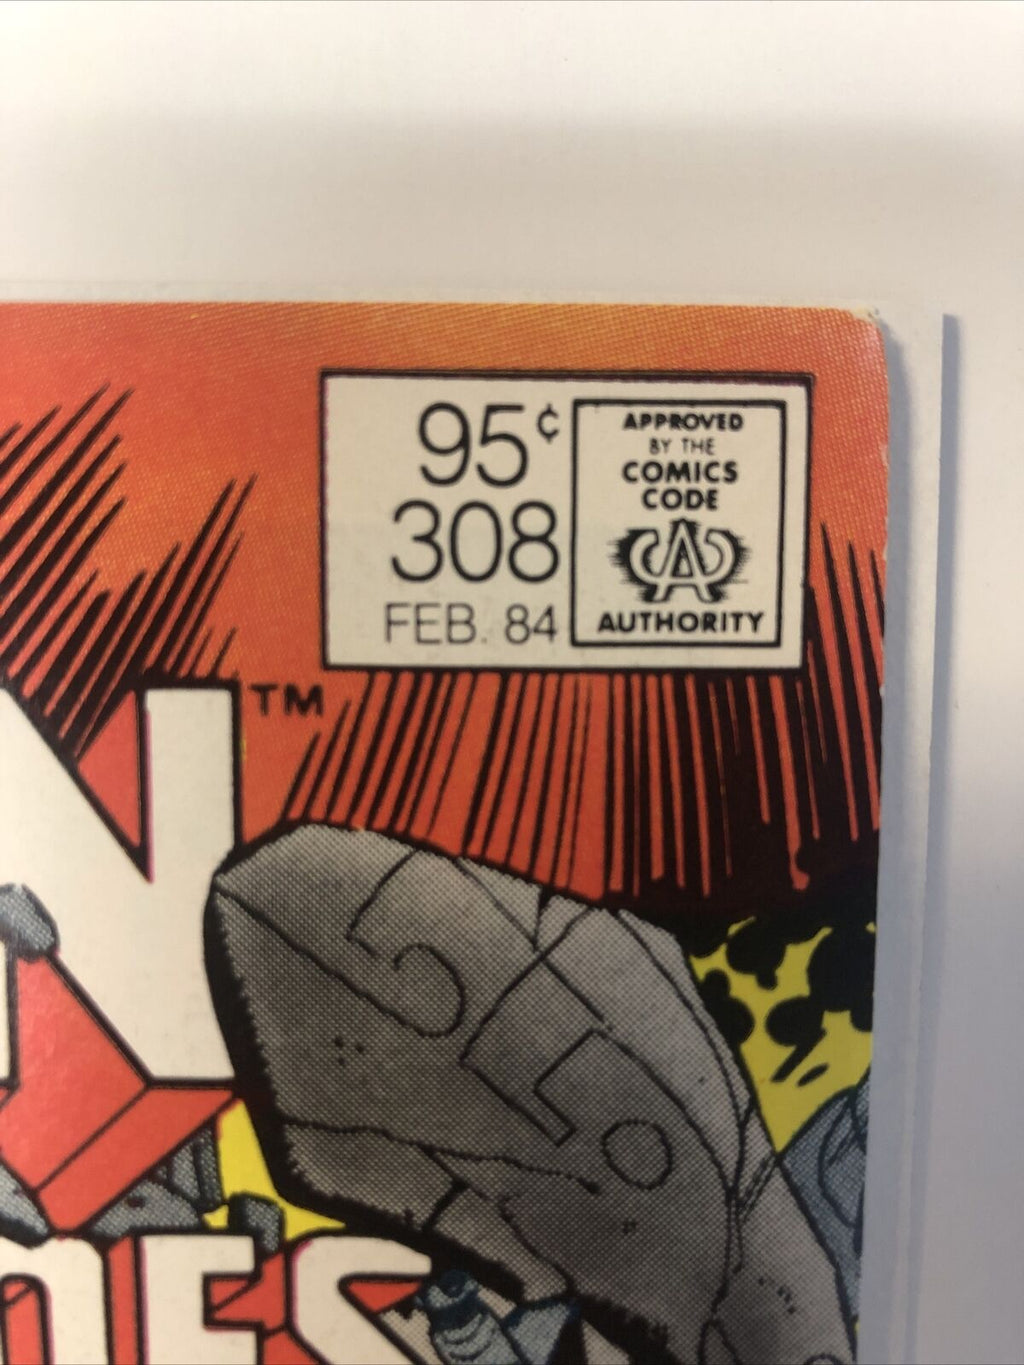 95¢
308
FEB. 84
APPROVED
BY THE
COMICS
CODE
AUTHORITY
TM